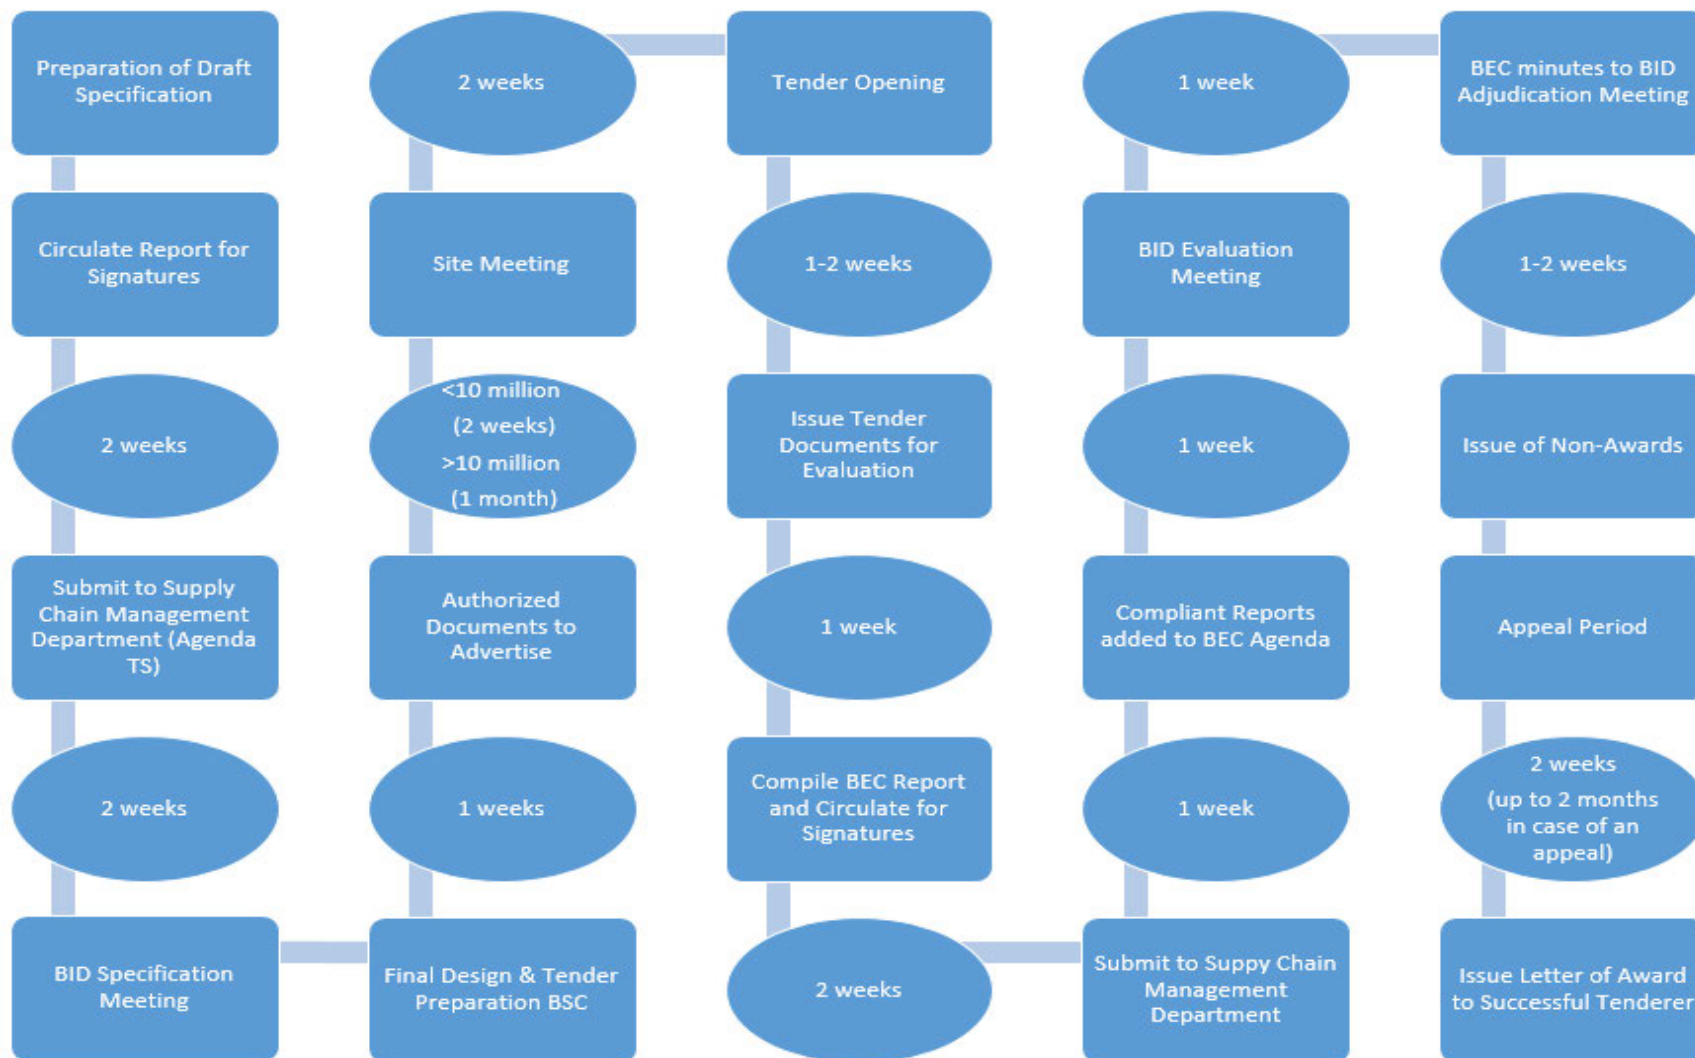 Preparation of Draft
Specification
Circulate Report for
Signatures
2 weeks
Submit to Supply
Chain Management
Department (Agenda
TS)
2 weeks
BID Specification
Meeting
Final Design & Tender
Preparation BSC
1 weeks
Authorized
Documents to
Advertise
<10 million
(2 weeks)
>10 million
(1 month)
Site Meeting
2 weeks
Tender Opening
1-2 weeks
Issue Tender
Documents for
Evaluation
1 week
Compile BEC Report
and Circulate for
Signatures
2 weeks
Submit to Suppy Chain
Management
Department
1 week
Compliant Reports
added to BEC Agenda
1 week
BID Evaluation
Meeting
1 week
BEC minutes to BID
Adjudication Meeting
1-2 weeks
Issue of Non-Awards
Appeal Period
2 weeks
(up to 2 months
in case of an
appeal)
Issue Letter of Award
to Successful Tenderer